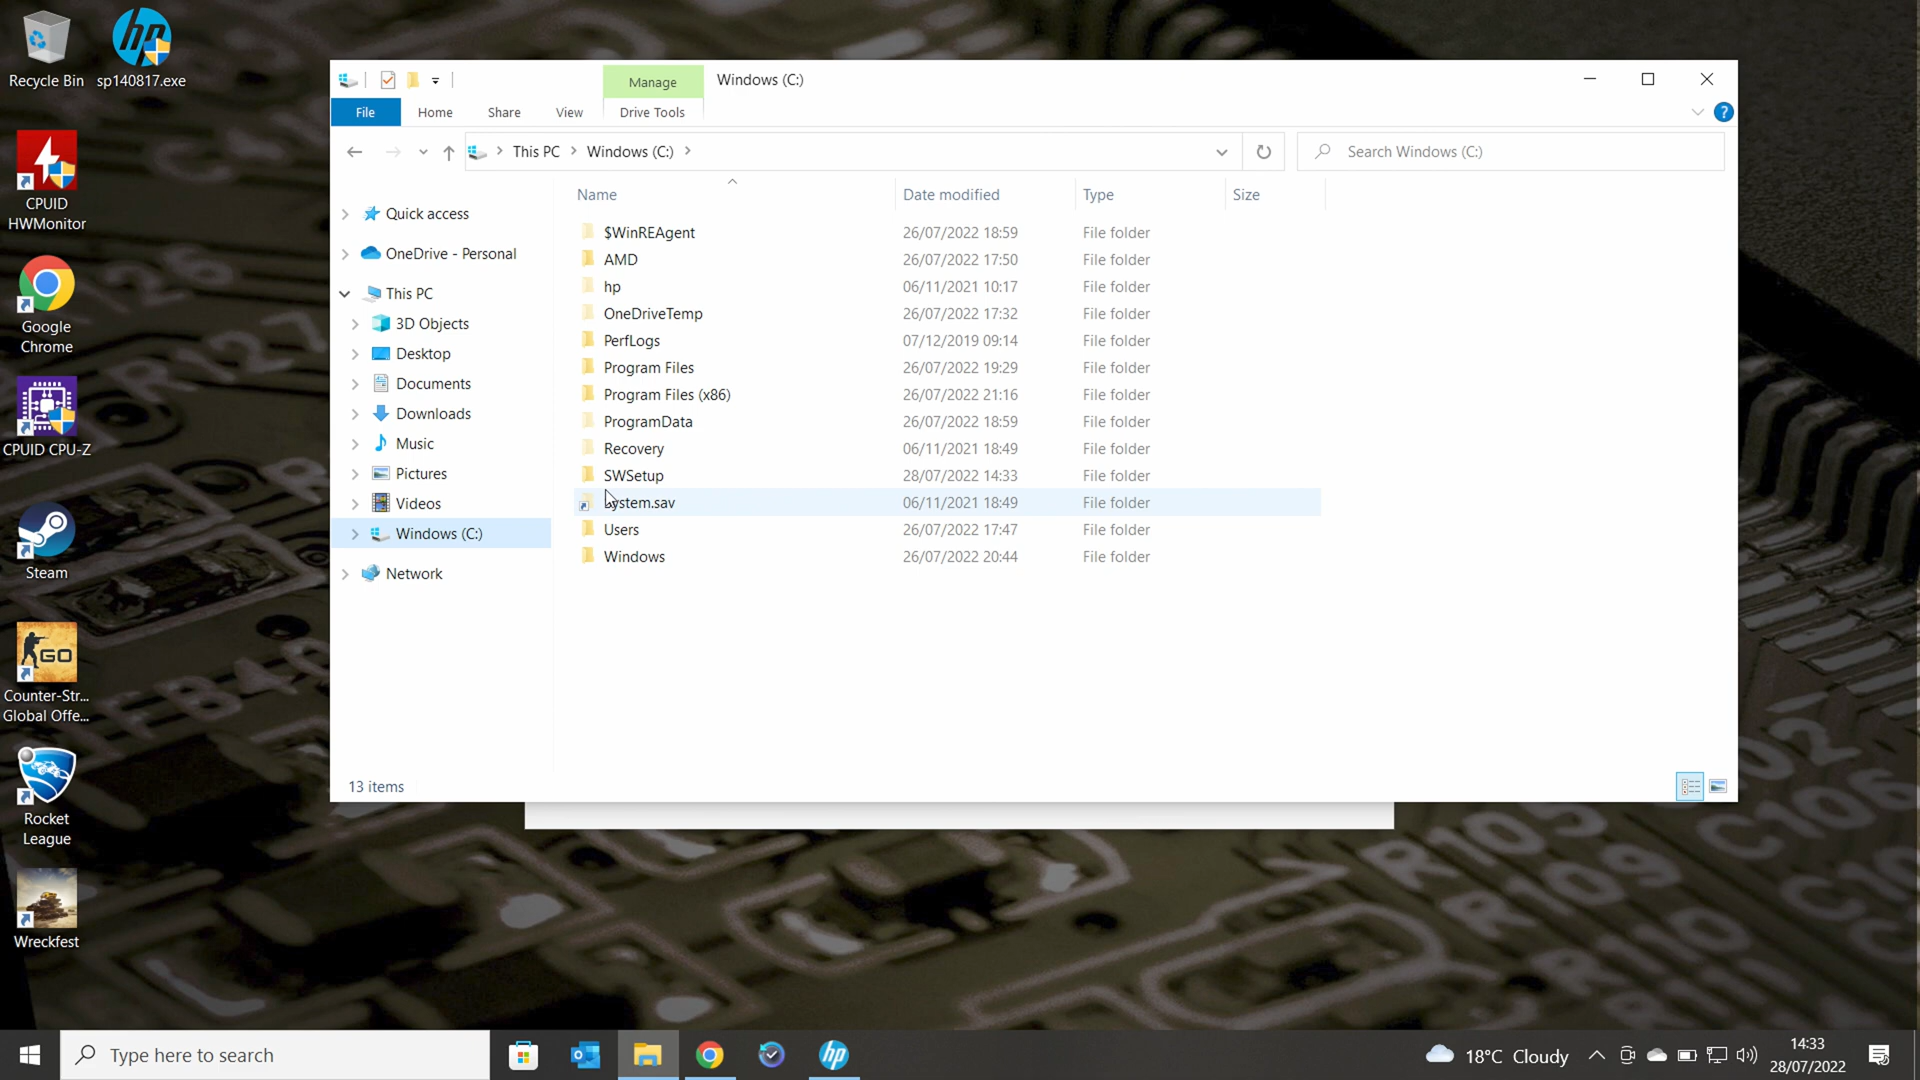 Recycle Bin
sp140817.exe
CPUID
HWMonitor
Google
Chrome
CPUID CPU-Z
Steam
GO
Counter-Str...
Global Offe...
Rocket
League
Wreckfest
Manage
Windows (C:)
File
Home
Share
View
Drive Tools
This PC
Windows (C:)
Search Windows (C:)
Name
Date modified
Type
Size
Quick access
OneDrive - Personal
This PC
3D Objects
Desktop
Documents
Downloads
Music
Pictures
Videos
Windows (C:)
Network
$WinREAgent 26/07/2022 18:59 File folder
AMD 26/07/2022 17:50 File folder
hp 06/11/2021 10:17 File folder
OneDriveTemp 26/07/2022 17:32 File folder
PerfLogs 07/12/2019 09:14 File folder
Program Files 26/07/2022 19:29 File folder
Program Files (x86) 26/07/2022 21:16 File folder
ProgramData 26/07/2022 18:59 File folder
Recovery 06/11/2021 18:49 File folder
SWSetup 28/07/2022 14:33 File folder
system.sav 06/11/2021 18:49 File folder
Users 26/07/2022 17:47 File folder
Windows 26/07/2022 20:44 File folder
13 items
R127
R105
R109
R110
C106
Type here to search
hp
18°C Cloudy
14:33
28/07/2022